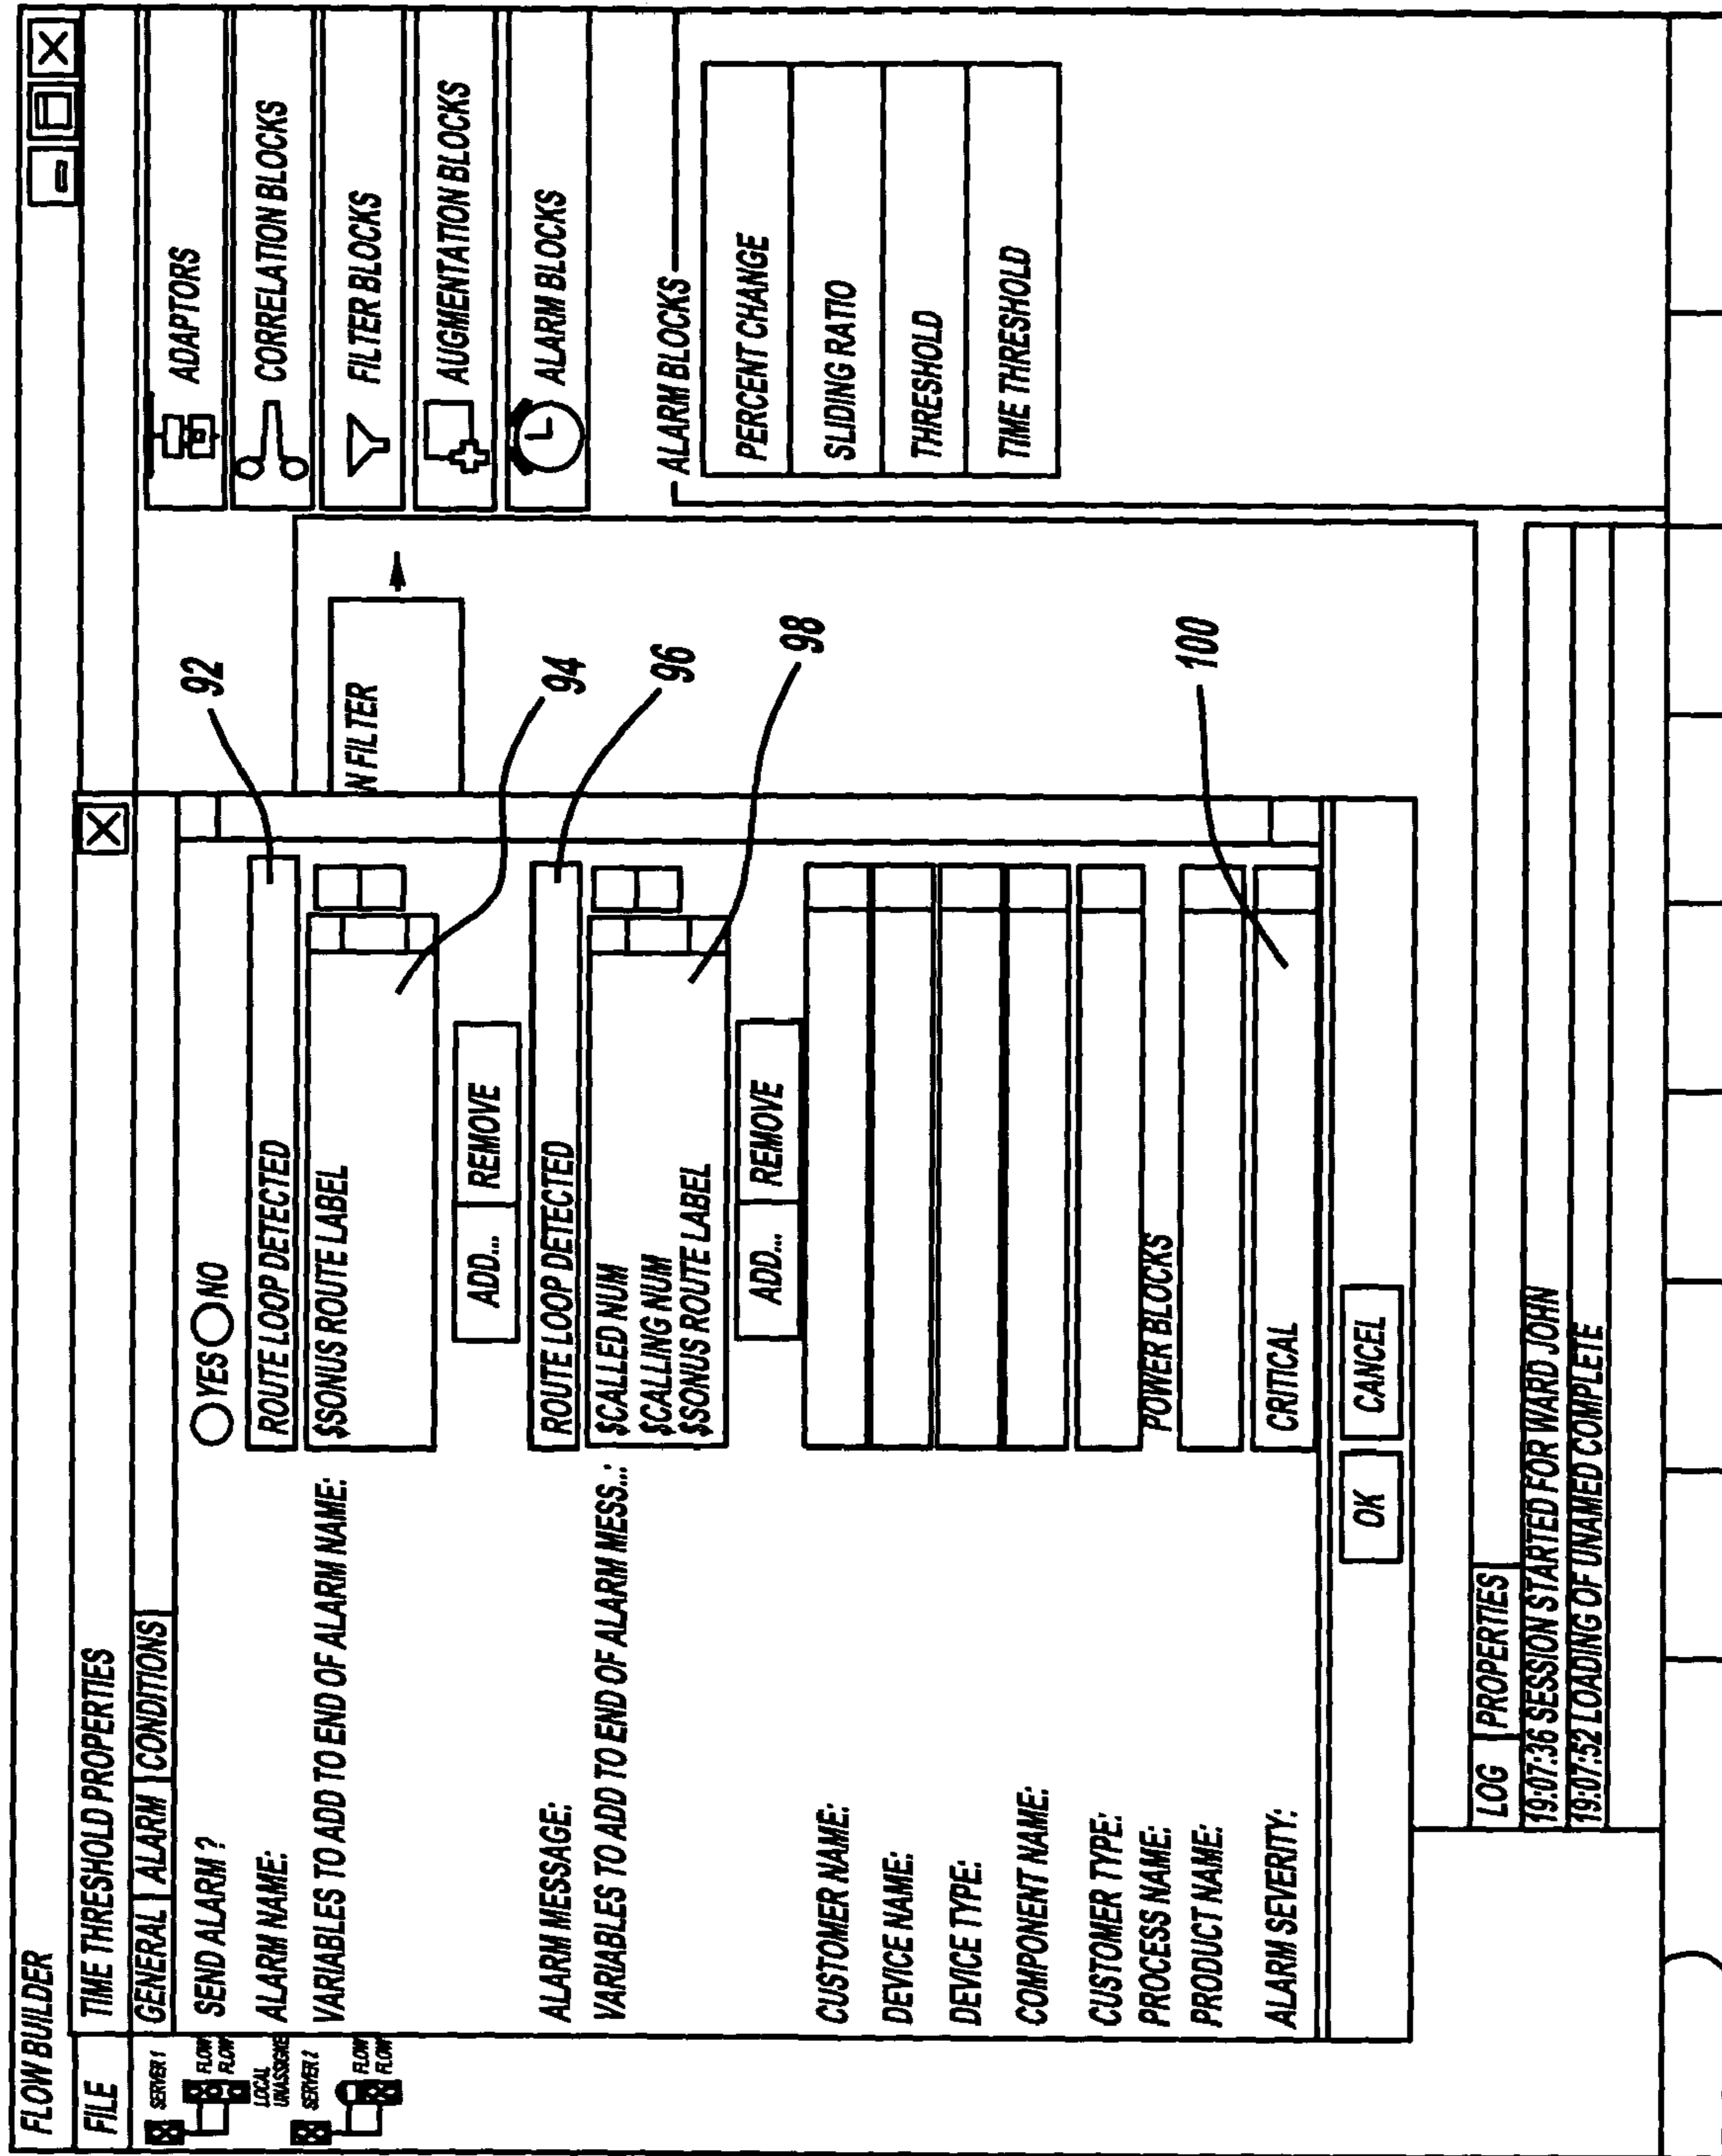 FLOW BUILDER
FILE
TIME THRESHOLD PROPERTIES
GENERAL ALARM CONDITIONS
SERVER 1
FLOW
FLOW
LOCAL
SERVER 2
FLOW
FLOW
SEND ALARM ?
YES NO
ALARM NAME:
ROUTE LOOP DETECTED
VARIABLES TO ADD TO END OF ALARM NAME:
$SONUS ROUTE LABEL
ADD... REMOVE
ALARM MESSAGE:
ROUTE LOOP DETECTED
VARIABLES TO ADD TO END OF ALARM MESS..:
$CALLED NUM
$CALLING NUM
$SONUS ROUTE LABEL
ADD... REMOVE
CUSTOMER NAME:
DEVICE NAME:
DEVICE TYPE:
COMPONENT NAME:
CUSTOMER TYPE:
PROCESS NAME:
POWER BLOCKS
PRODUCT NAME:
ALARM SEVERITY:
CRITICAL
OK CANCEL
N FILTER
92
94
96
98
100
ADAPTORS
CORRELATION BLOCKS
FILTER BLOCKS
AUGMENTATION BLOCKS
ALARM BLOCKS
ALARM BLOCKS
PERCENT CHANGE
SLIDING RATIO
THRESHOLD
TIME THRESHOLD
LOG PROPERTIES
19:07:36 SESSION STARTED FOR WARD JOHN
19:07:52 LOADING OF UNAMED COMPLETE